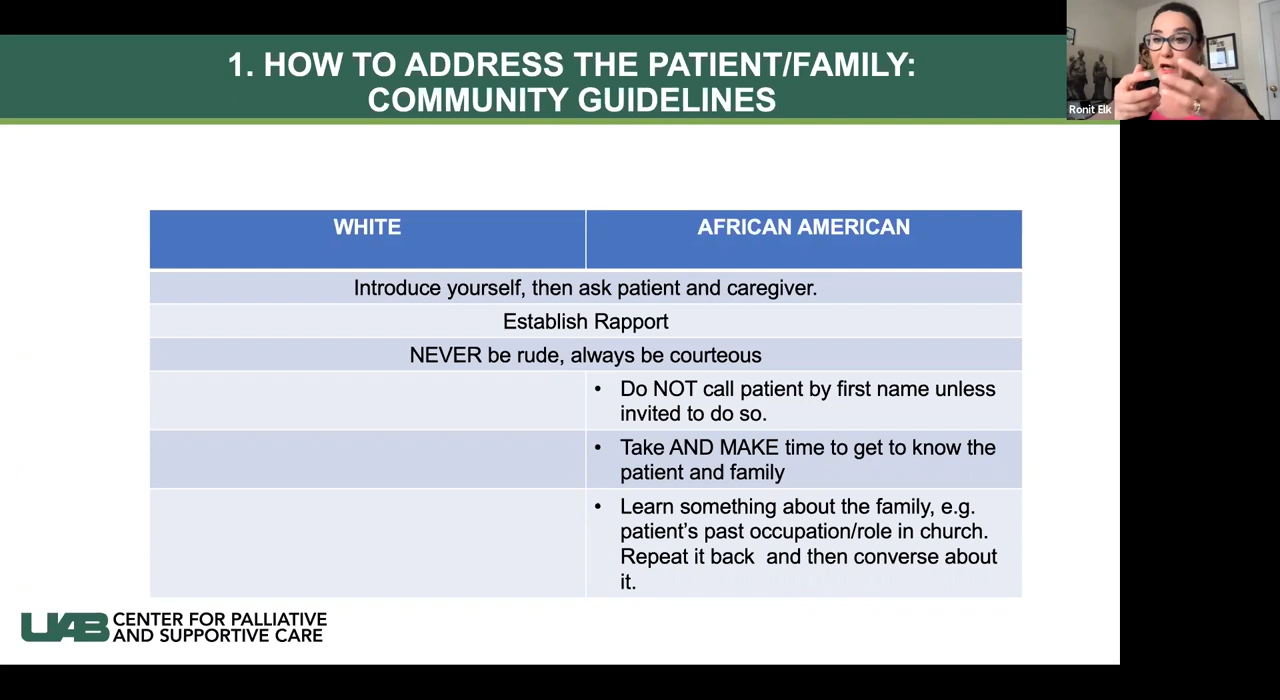 1. HOW TO ADDRESS THE PATIENT/FAMILY:
COMMUNITY GUIDELINES
Ronit Elk
WHITE
AFRICAN AMERICAN
Introduce yourself, then ask patient and caregiver.
Establish Rapport
NEVER be rude, always be courteous
• Do NOT call patient by first name unless
invited to do so.
• Take AND MAKE time to get to know the
patient and family
• Learn something about the family, e.g.
patient's past occupation/role in church.
Repeat it back and then converse about
it.
UAB CENTER FOR PALLIATIVE
AND SUPPORTIVE CARE